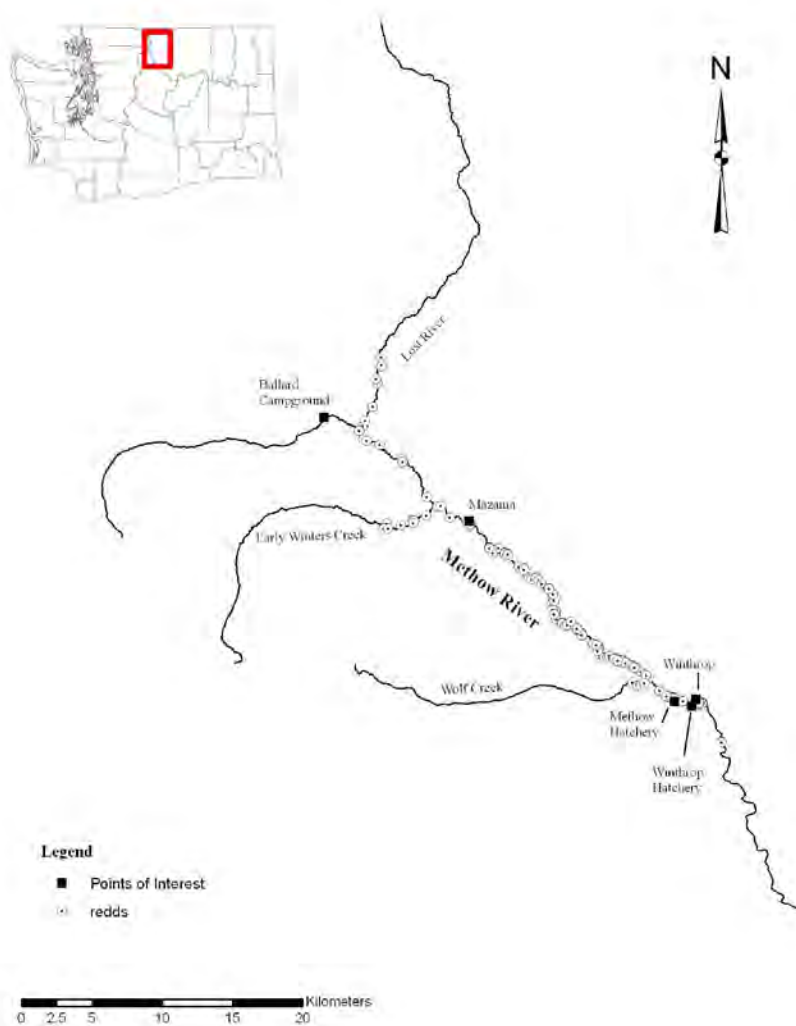 N
Lost River
Ballard
Campground
Mazama
Early Winters Creek
Methow River
Winthrop
Wolf Creek
Methow
Hatchery
Winthrop
Hatchery
Legend
Points of Interest
redds
Kilometers
0 2.5 5 10 15 20